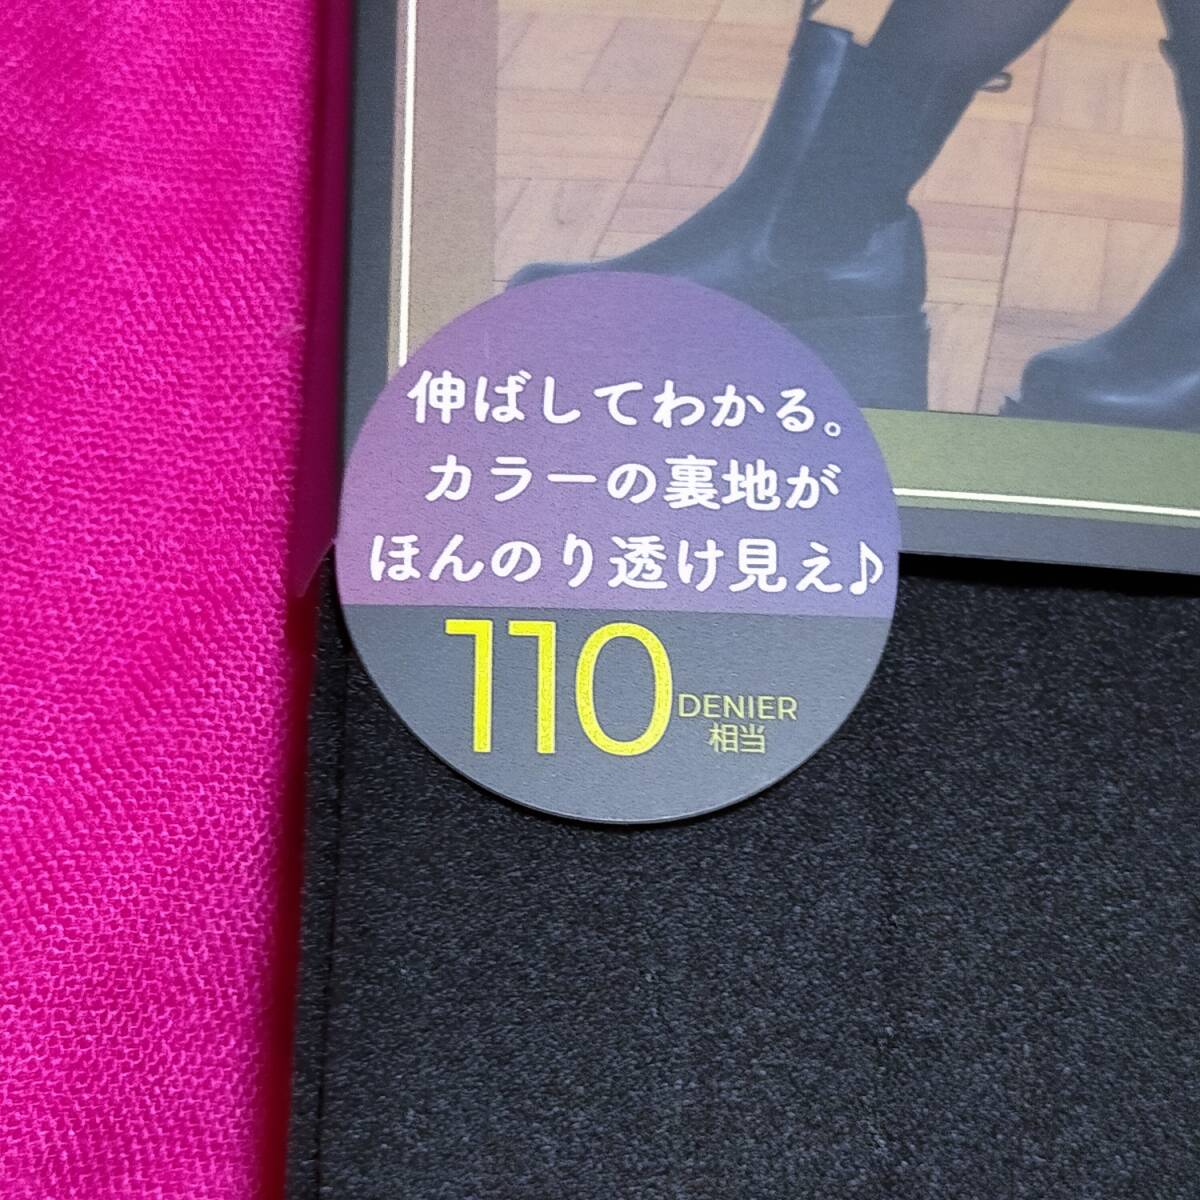 伸ばしてわかる。
カラーの裏地が
ほんのり透け見え♪
110 DENIER
相当